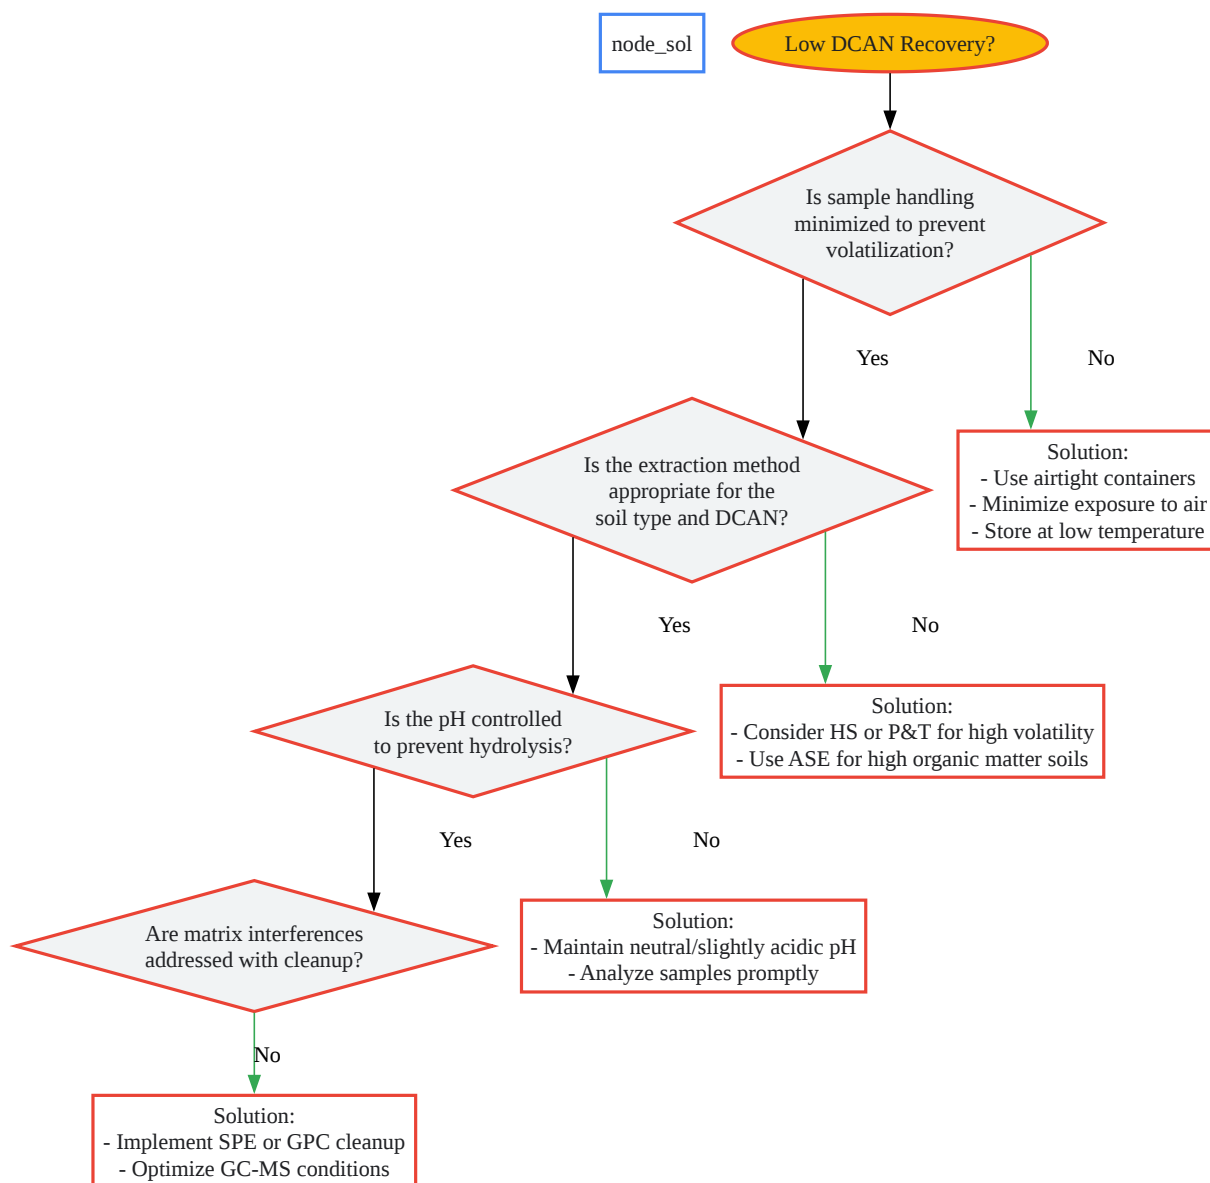 node_sol
Low DCAN Recovery?
Is sample handling
minimized to prevent
volatilization?
Yes
No
Is the extraction method
appropriate for the
soil type and DCAN?
Solution:
- Use airtight containers
- Minimize exposure to air
- Store at low temperature
Yes
No
Is the pH controlled
to prevent hydrolysis?
Solution:
- Consider HS or P&T for high volatility
- Use ASE for high organic matter soils
Yes
No
Are matrix interferences
addressed with cleanup?
Solution:
- Maintain neutral/slightly acidic pH
- Analyze samples promptly
No
Solution:
- Implement SPE or GPC cleanup
- Optimize GC-MS conditions